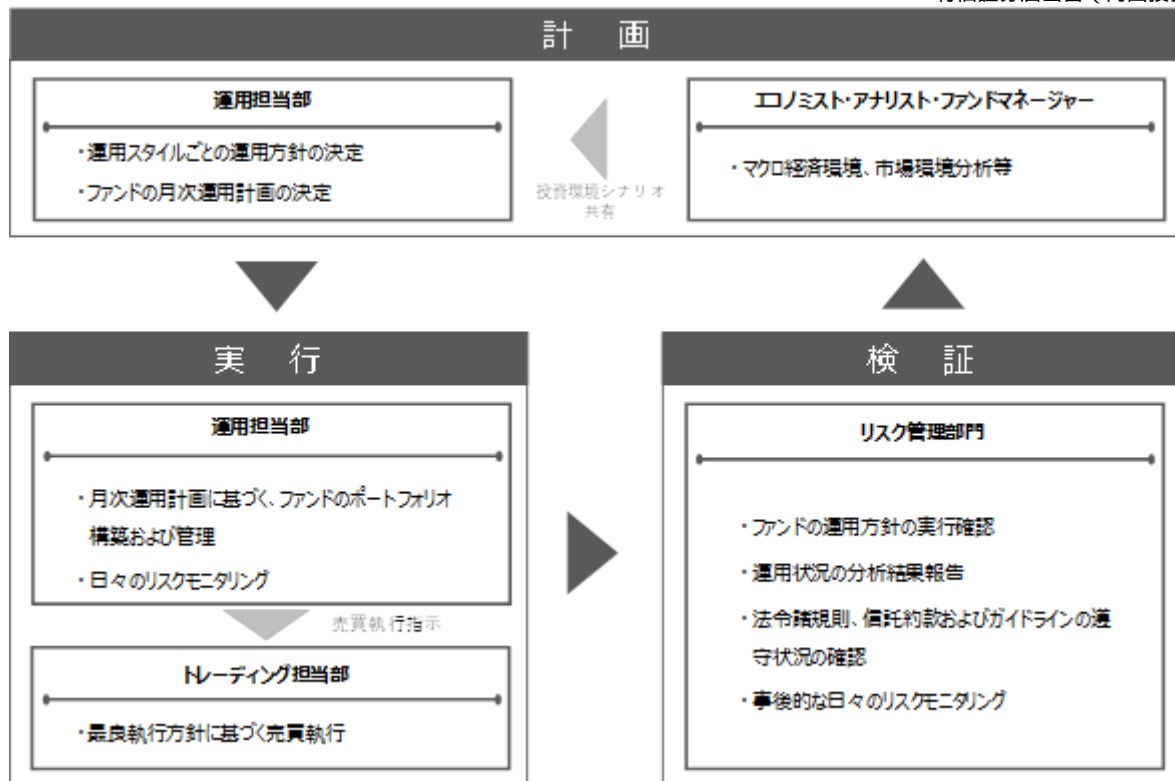 計 画
運用担当部
・運用スタイルごとの運用方針の決定
・ファンドの月次運用計画の決定
投資環境シナリオ
共有
エコノミスト・アナリスト・ファンドマネージャー
・マクロ経済環境、市場環境分析等
実 行
運用担当部
・月次運用計画に基づく、ファンドのポートフォリオ
構築および管理
・日々のリスクモニタリング
売買執行指示
トレーディング担当部
・最良執行方針に基づく売買執行
検 証
リスク管理部門
・ファンドの運用方針の実行確認
・運用状況の分析結果報告
・法令諸規則、信託約款およびガイドラインの遵
守状況の確認
・事後的な日々のリスクモニタリング